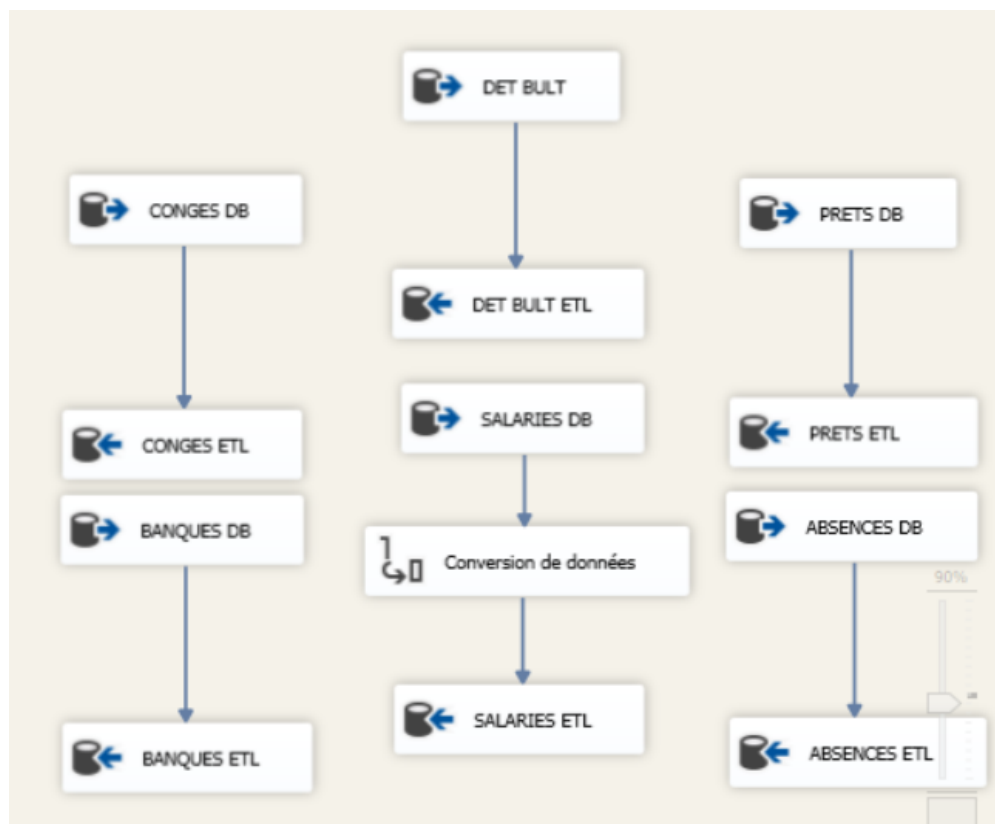 DET BULT
CONGES DB
PRETS DB
DET BULT ETL
SALARIES DB
CONGES ETL
PRETS ETL
BANQUES DB
ABSENCES DB
Conversion de données
90%
SALARIES ETL
BANQUES ETL
ABSENCES ETL